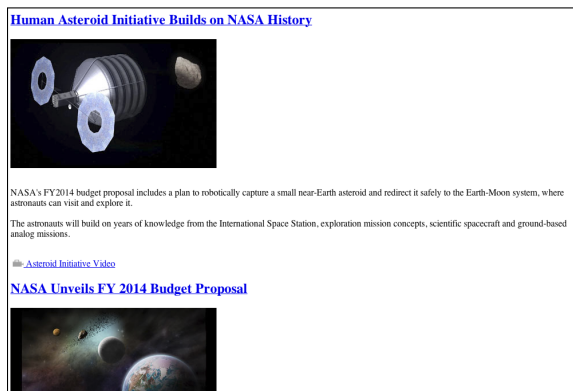 Human Asteroid Initiative Builds on NASA History
NASA's FY2014 budget proposal includes a plan to robotically capture a small near-Earth asteroid and redirect it safely to the Earth-Moon system, where
astronauts can visit and explore it.
The astronauts will build on years of knowledge from the International Space Station, exploration mission concepts, scientific spacecraft and ground-based
analog missions.
Asteroid Initiative Video
NASA Unveils FY 2014 Budget Proposal